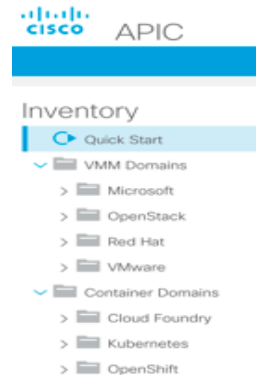 CISCO
APIC
Inventory
Quick Start
VMM Domains
Microsoft
OpenStack
Red Hat
VMware
Container Domains
Cloud Foundry
Kubernetes
OpenShift